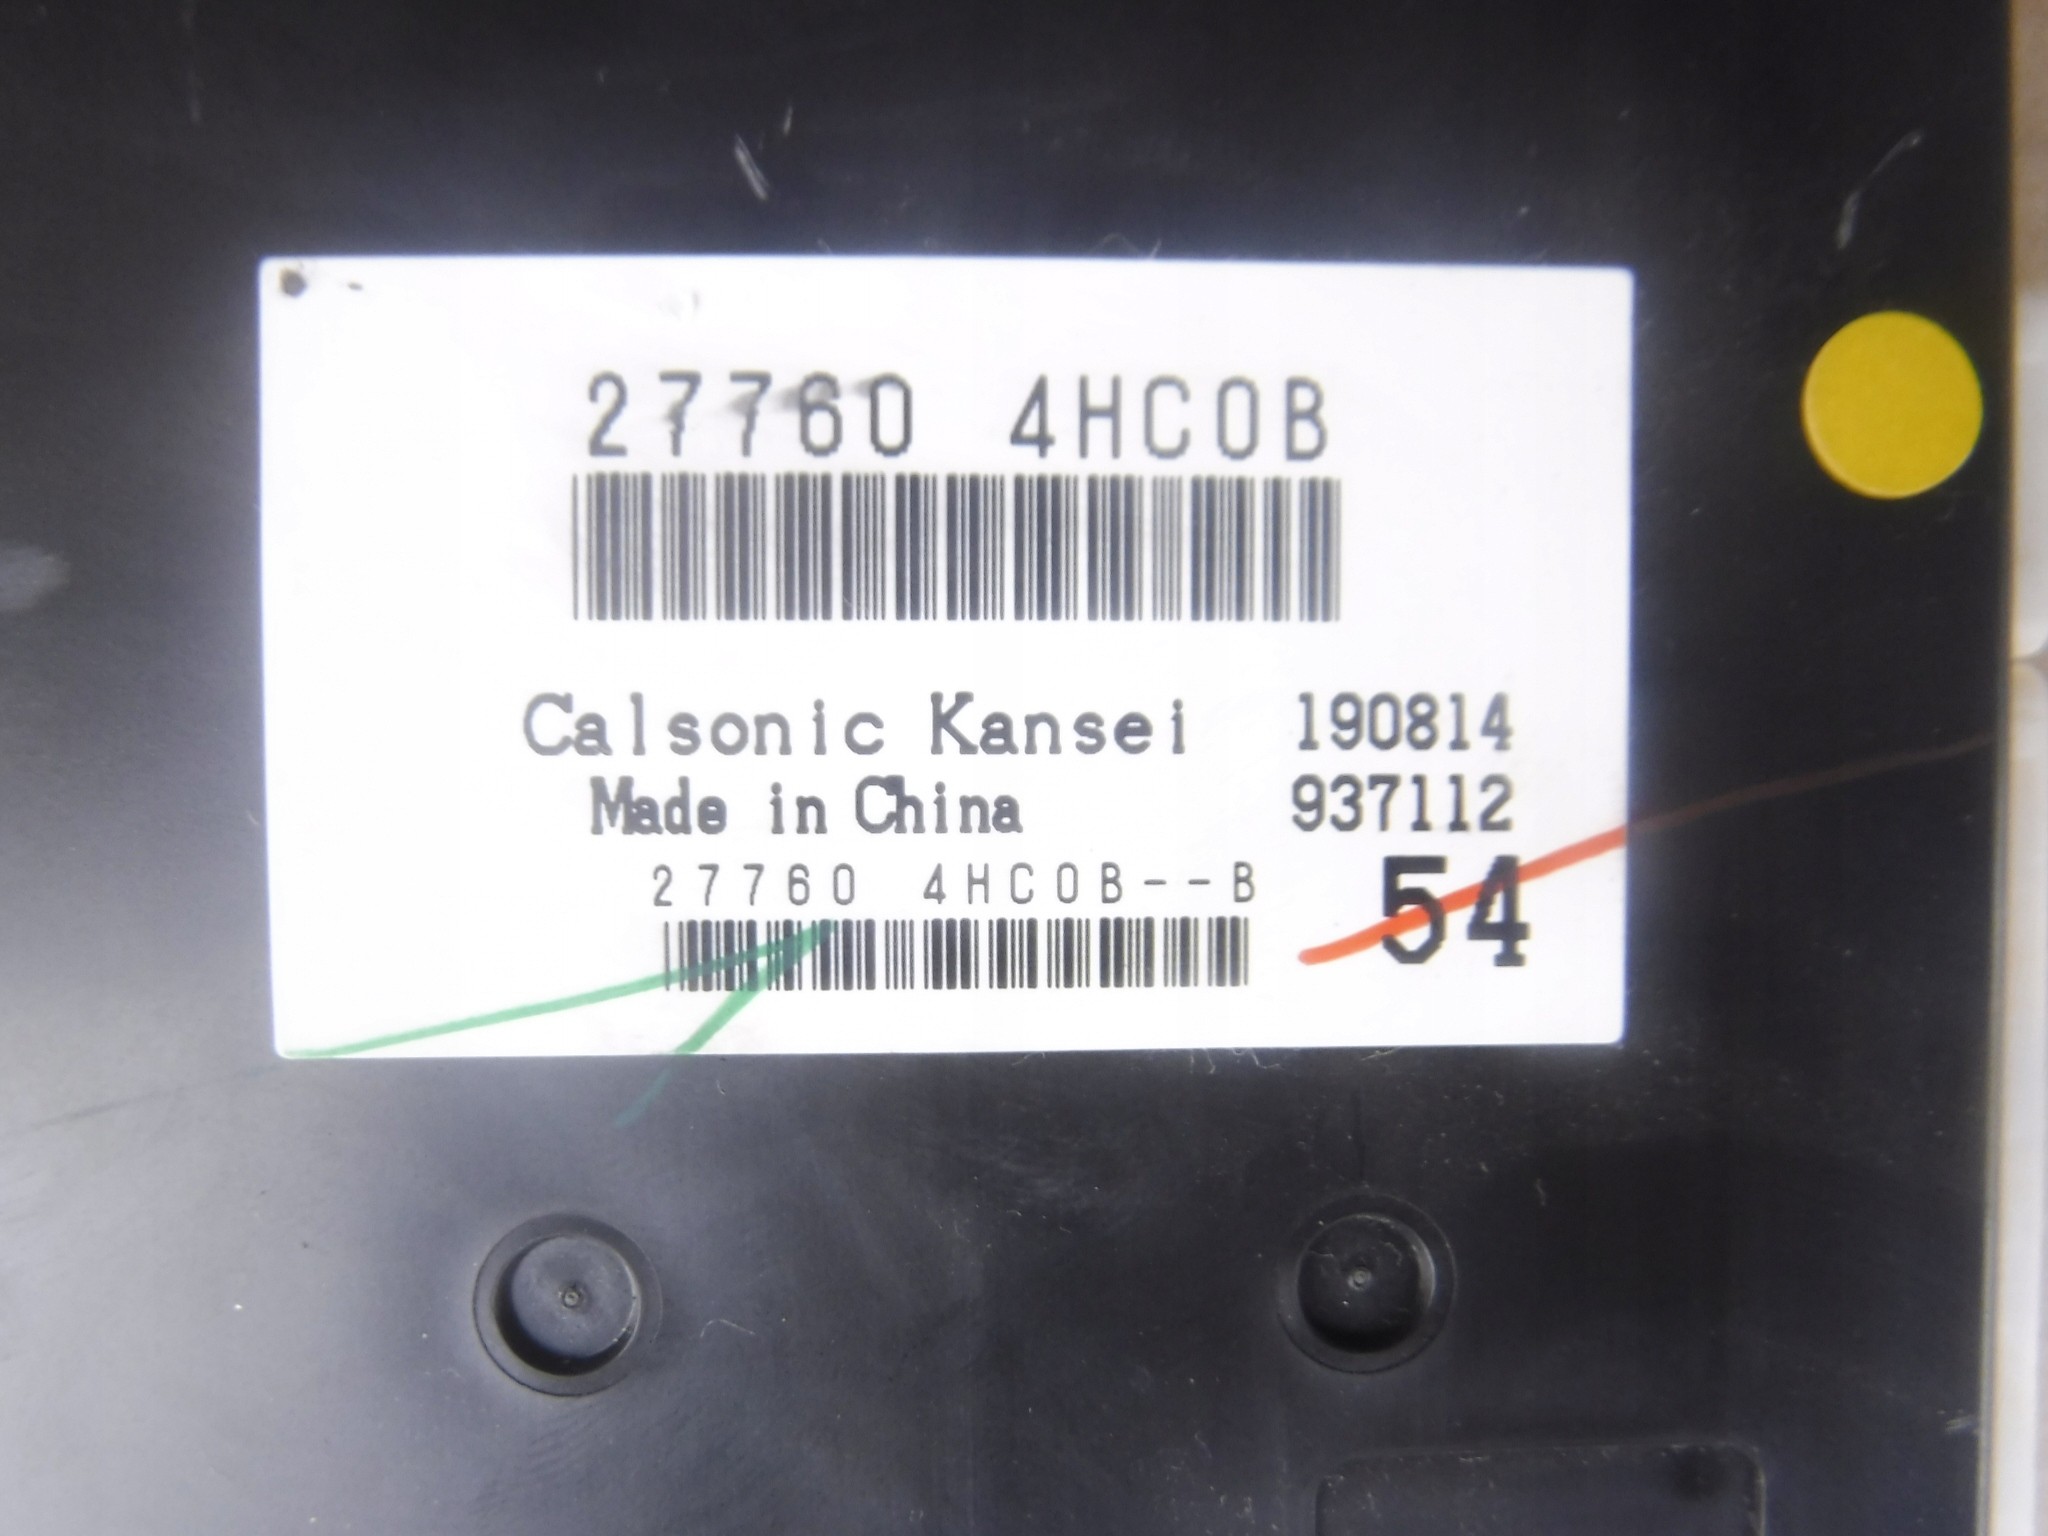 27760 4HC0B
Calsonic Kansei 190814
Made in China 937112
27760 4HC0B--B
54